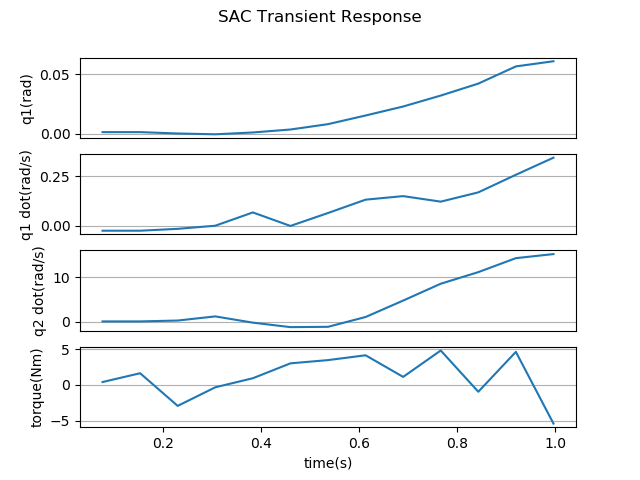 SAC Transient Response
q1(rad)
0.05
0.00
q1 dot(rad/s)
0.25
0.00
q2 dot(rad/s)
10
0
torque(Nm)
5
0
−5
0.2 0.4 0.6 0.8 1.0
time(s)